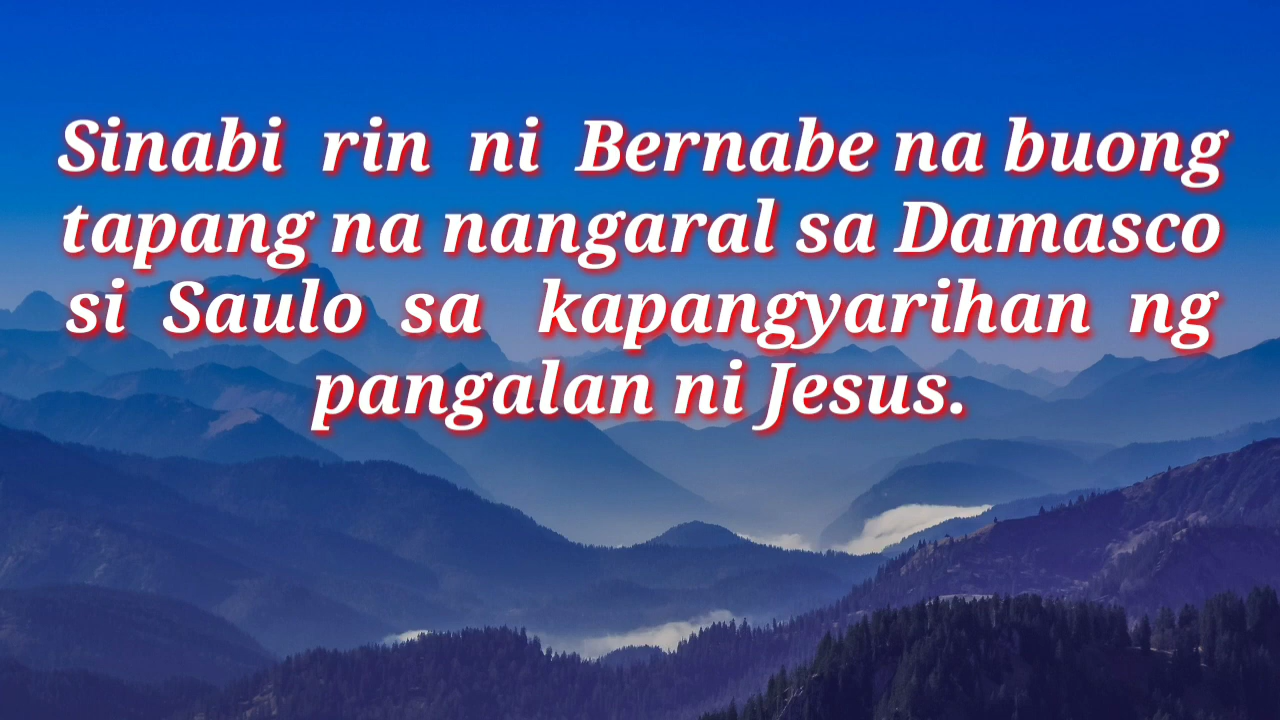 Sinabi rin ni Bernabe na buong
tapang na nangaral sa Damasco
si Saulo sa kapangyarihan ng
pangalan ni Jesus.